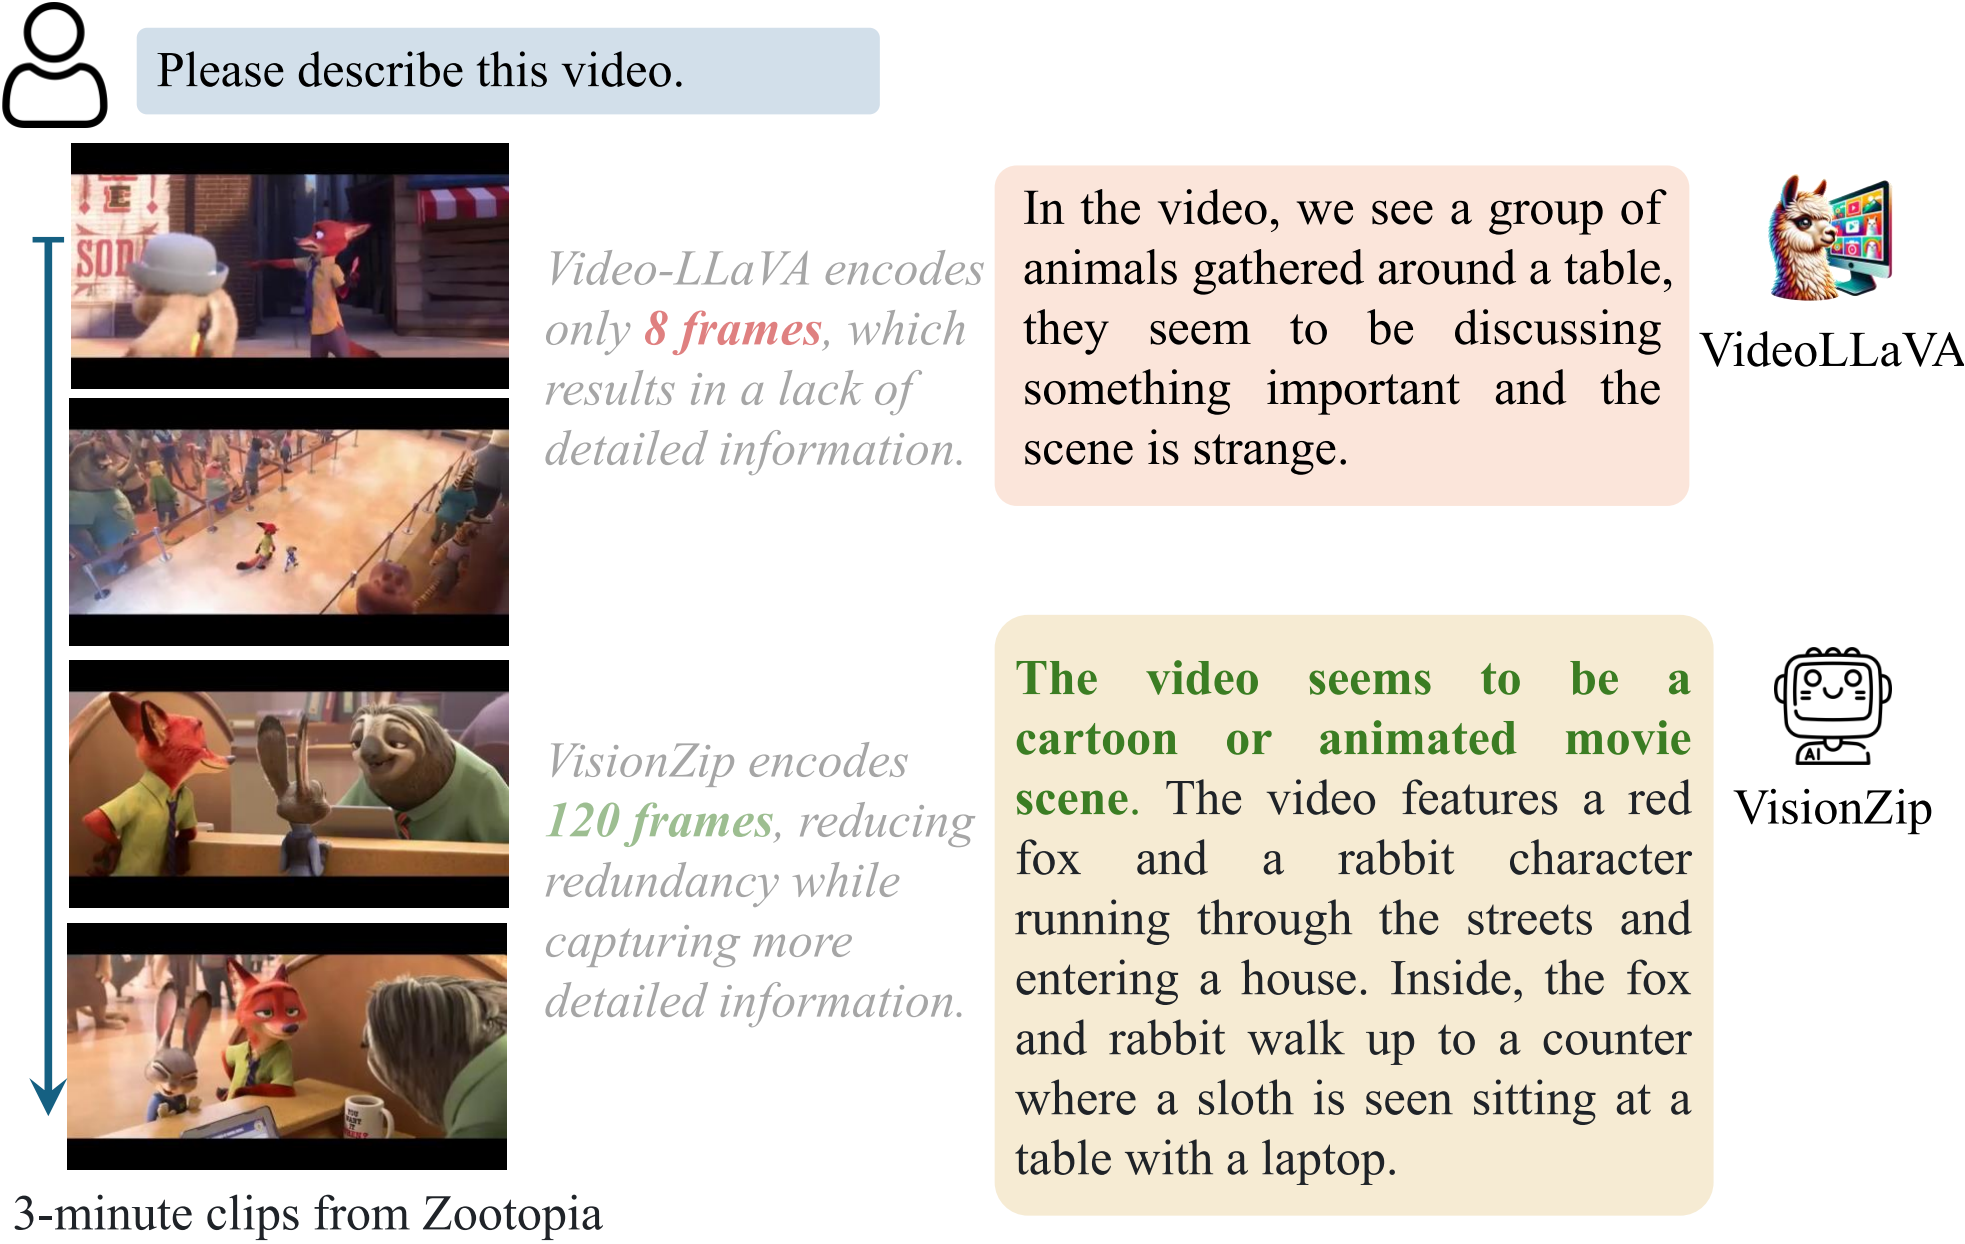 Please describe this video.
E !
SOD
Video-LLaVA encodes
only 8 frames, which
results in a lack of
detailed information.
In the video, we see a group of
animals gathered around a table,
they seem to be discussing
something important and the
scene is strange.
VideoLLaVA
VisionZip encodes
120 frames, reducing
redundancy while
capturing more
detailed information.
The video seems to be a
cartoon or animated movie
scene. The video features a red
fox and a rabbit character
running through the streets and
entering a house. Inside, the fox
and rabbit walk up to a counter
where a sloth is seen sitting at a
table with a laptop.
AI
VisionZip
YOU
WANT
IT
3-minute clips from Zootopia